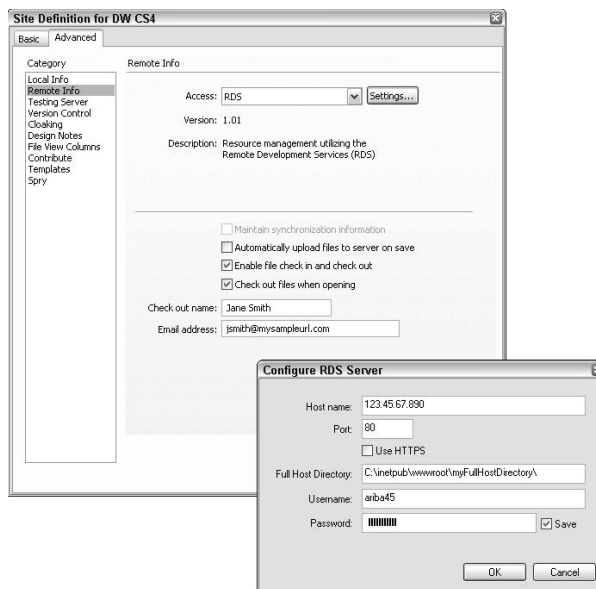 Site Definition for DW CS4
Basic Advanced
Category
Local Info
Remote Info
Testing Server
Version Control
Cloaking
Design Notes
File View Columns
Contribute
Templates
Spry
Remote Info
Access: RDS Settings...
Version: 1.01
Description: Resource management utilizing the
Remote Development Services (RDS)
Maintain synchronization information
Automatically upload files to server on save
Enable file check in and check out
Check out files when opening
Check out name: Jane Smith
Email address: jsmith@mysampleurl.com
Configure RDS Server
Host name: 123.45.67.890
Port: 80
Use HTTPS
Full Host Directory: C:\inetpub\wwwroot\myFullHostDirectory\
Username: ariba45
Password: Save
OK Cancel